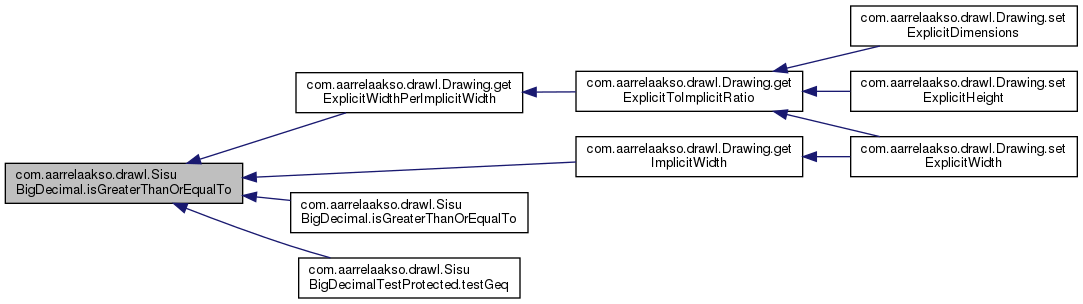 com.aarrelaakso.drawl.Drawing.set
ExplicitDimensions
com.aarrelaakso.drawl.Drawing.get
ExplicitWidthPerImplicitWidth
com.aarrelaakso.drawl.Drawing.get
ExplicitToImplicitRatio
com.aarrelaakso.drawl.Drawing.set
ExplicitHeight
com.aarrelaakso.drawl.Drawing.get
ImplicitWidth
com.aarrelaakso.drawl.Drawing.set
ExplicitWidth
com.aarrelaakso.drawl.Sisu
BigDecimal.isGreaterThanOrEqualTo
com.aarrelaakso.drawl.Sisu
BigDecimal.isGreaterThanOrEqualTo
com.aarrelaakso.drawl.Sisu
BigDecimalTestProtected.testGeq